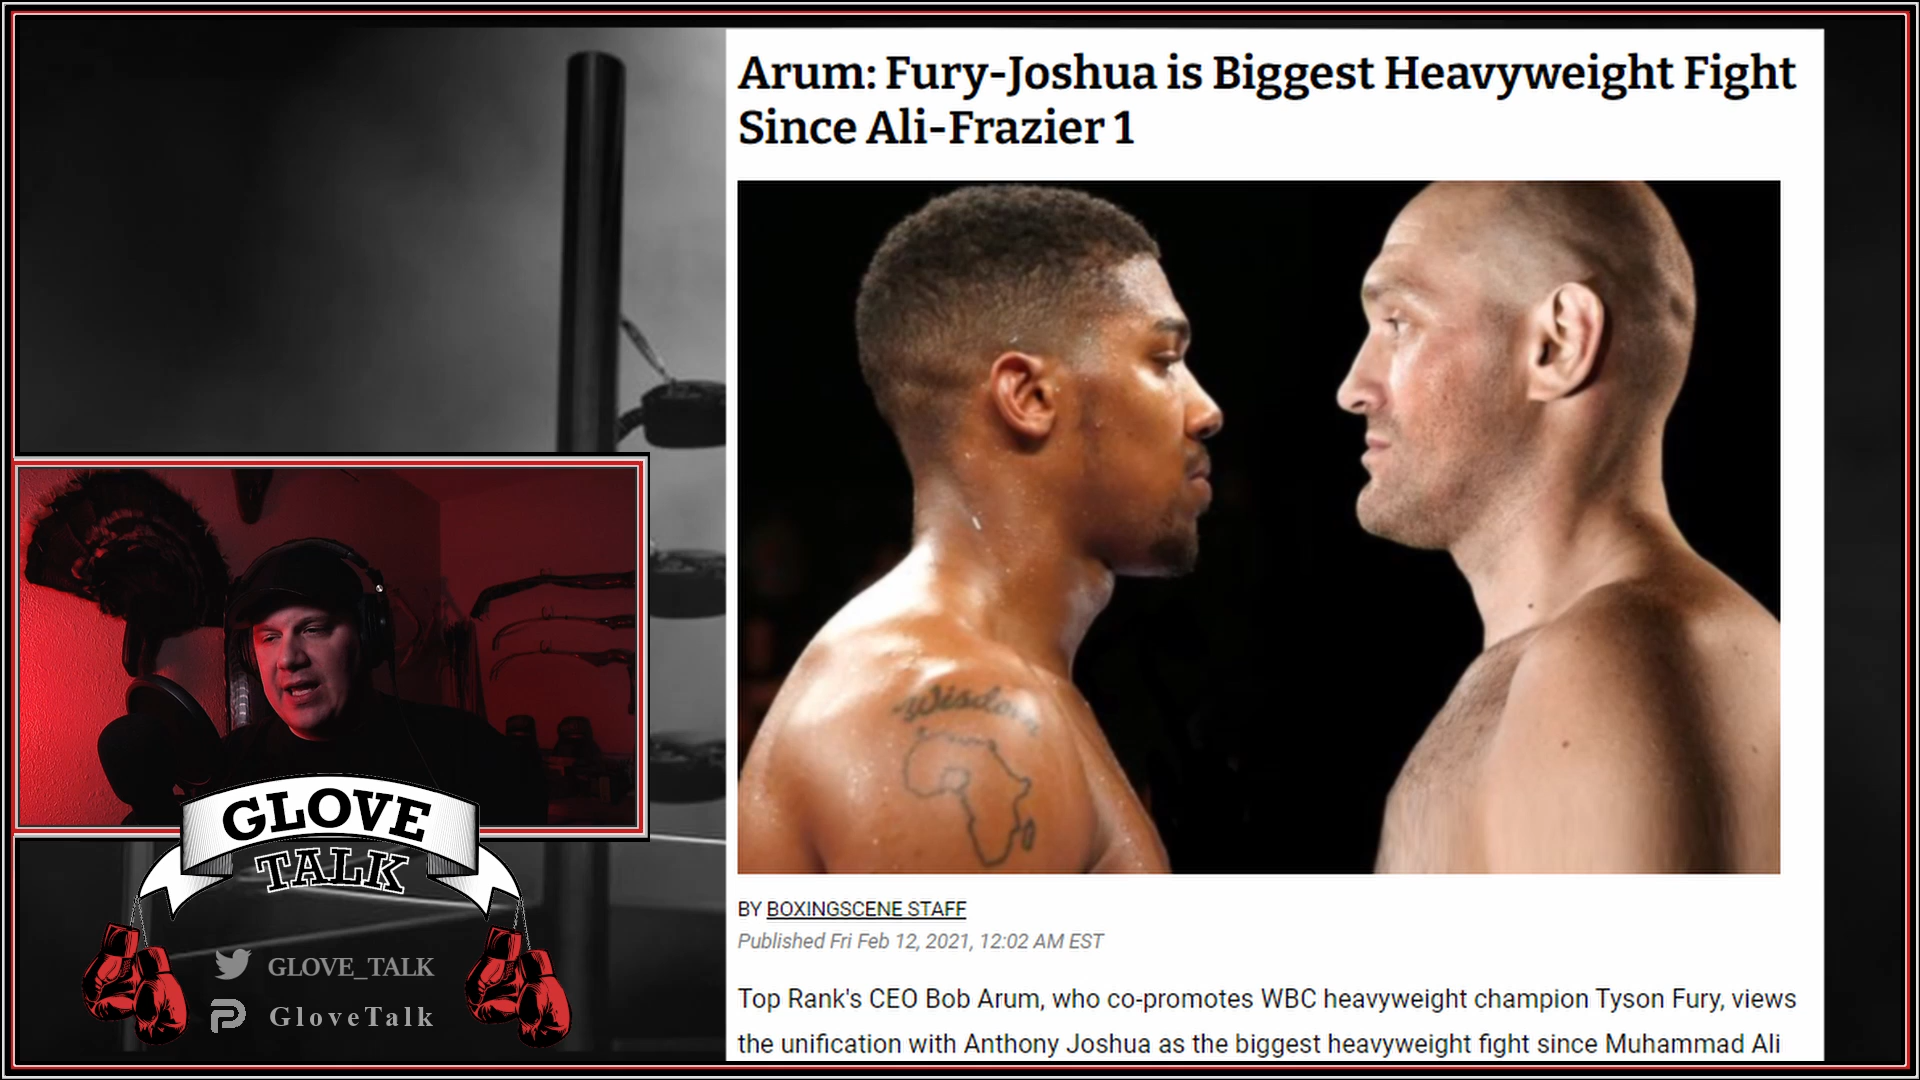 Arum: Fury-Joshua is Biggest Heavyweight Fight
Since Ali-Frazier 1
Wisdom
BY BOXINGSCENE STAFF
Published Fri Feb 12, 2021, 12:02 AM EST
Top Rank's CEO Bob Arum, who co-promotes WBC heavyweight champion Tyson Fury, views
the unification with Anthony Joshua as the biggest heavyweight fight since Muhammad Ali
GLOVE
TALK
GLOVE_TALK
GloveTalk